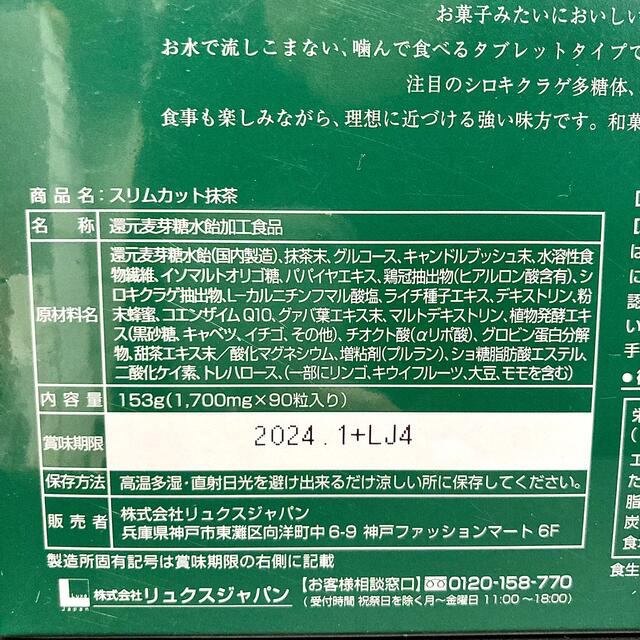 お菓子みたいにおいしい
お水で流しこまない、噛んで食べるタブレットタイプで
注目のシロキクラゲ多糖体、
食事も楽しみながら、理想に近づける強い味方です。和菓
商品名：スリムカット抹茶
名称 還元麦芽糖水飴加工食品
原材料名
還元麦芽糖水飴(国内製造)、抹茶末、グルコース、キャンドルブッシュ末、水溶性食
物繊維、イソマルトオリゴ糖、パパイヤエキス、鶏冠抽出物(ヒアルロン酸含有)、シ
ロキクラゲ抽出物、L-カルニチンフマル酸塩、ライチ種子エキス、デキストリン、粉
末蜂蜜、コエンザイムQ10、グァバ葉エキス末、マルトデキストリン、植物発酵エキ
ス(黒砂糖、キャベツ、イチゴ、その他)、チオクト酸(αリポ酸)、グロビン蛋白分解
物、甜茶エキス末／酸化マグネシウム、増粘剤(プルラン)、ショ糖脂肪酸エステル、
二酸化ケイ素、トレハロース、(一部にリンゴ、キウイフルーツ、大豆、モモを含む)
内容量 153g(1,700mg×90粒入り)
賞味期限 2024.1+LJ4
保存方法 高温多湿・直射日光を避け出来るだけ涼しい所に保存してください。
販売者
株式会社リュクスジャパン
兵庫県神戸市東灘区向洋町中6-9 神戸ファッションマート 6F
製造所固有記号は賞味期限の右側に記載
Luxe Japan 株式会社リュクスジャパン
【お客様相談窓口】0120-158-770
(受付時間 祝祭日を除く月～金曜日 11:00～18:00)
は
に
認
い
手
栄
(
エ
た
脂
炭
食
食生